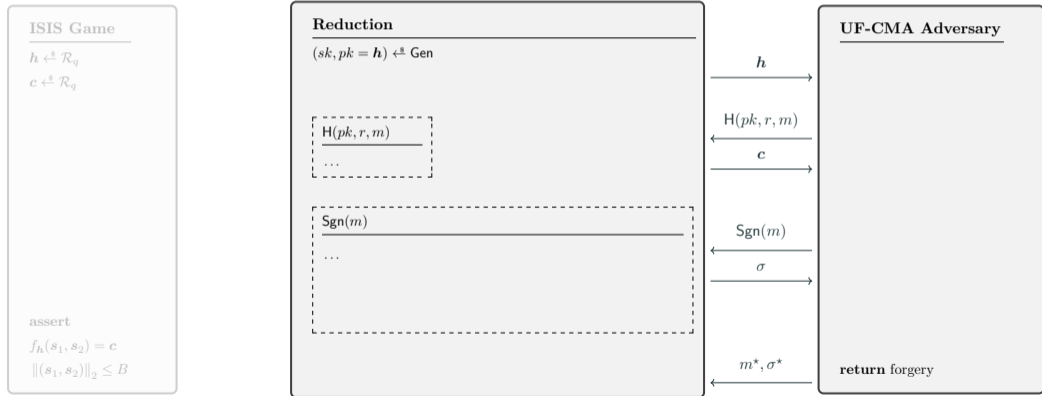 ISIS Game
h ←$ R_q
c ←$ R_q
assert
f_h(s_1, s_2) = c
‖(s_1, s_2)‖_2 ≤ B
Reduction
(sk, pk = h) ←$ Gen
H(pk, r, m)
...
Sgn(m)
...
h
H(pk, r, m)
c
Sgn(m)
σ
m*, σ*
UF-CMA Adversary
return forgery